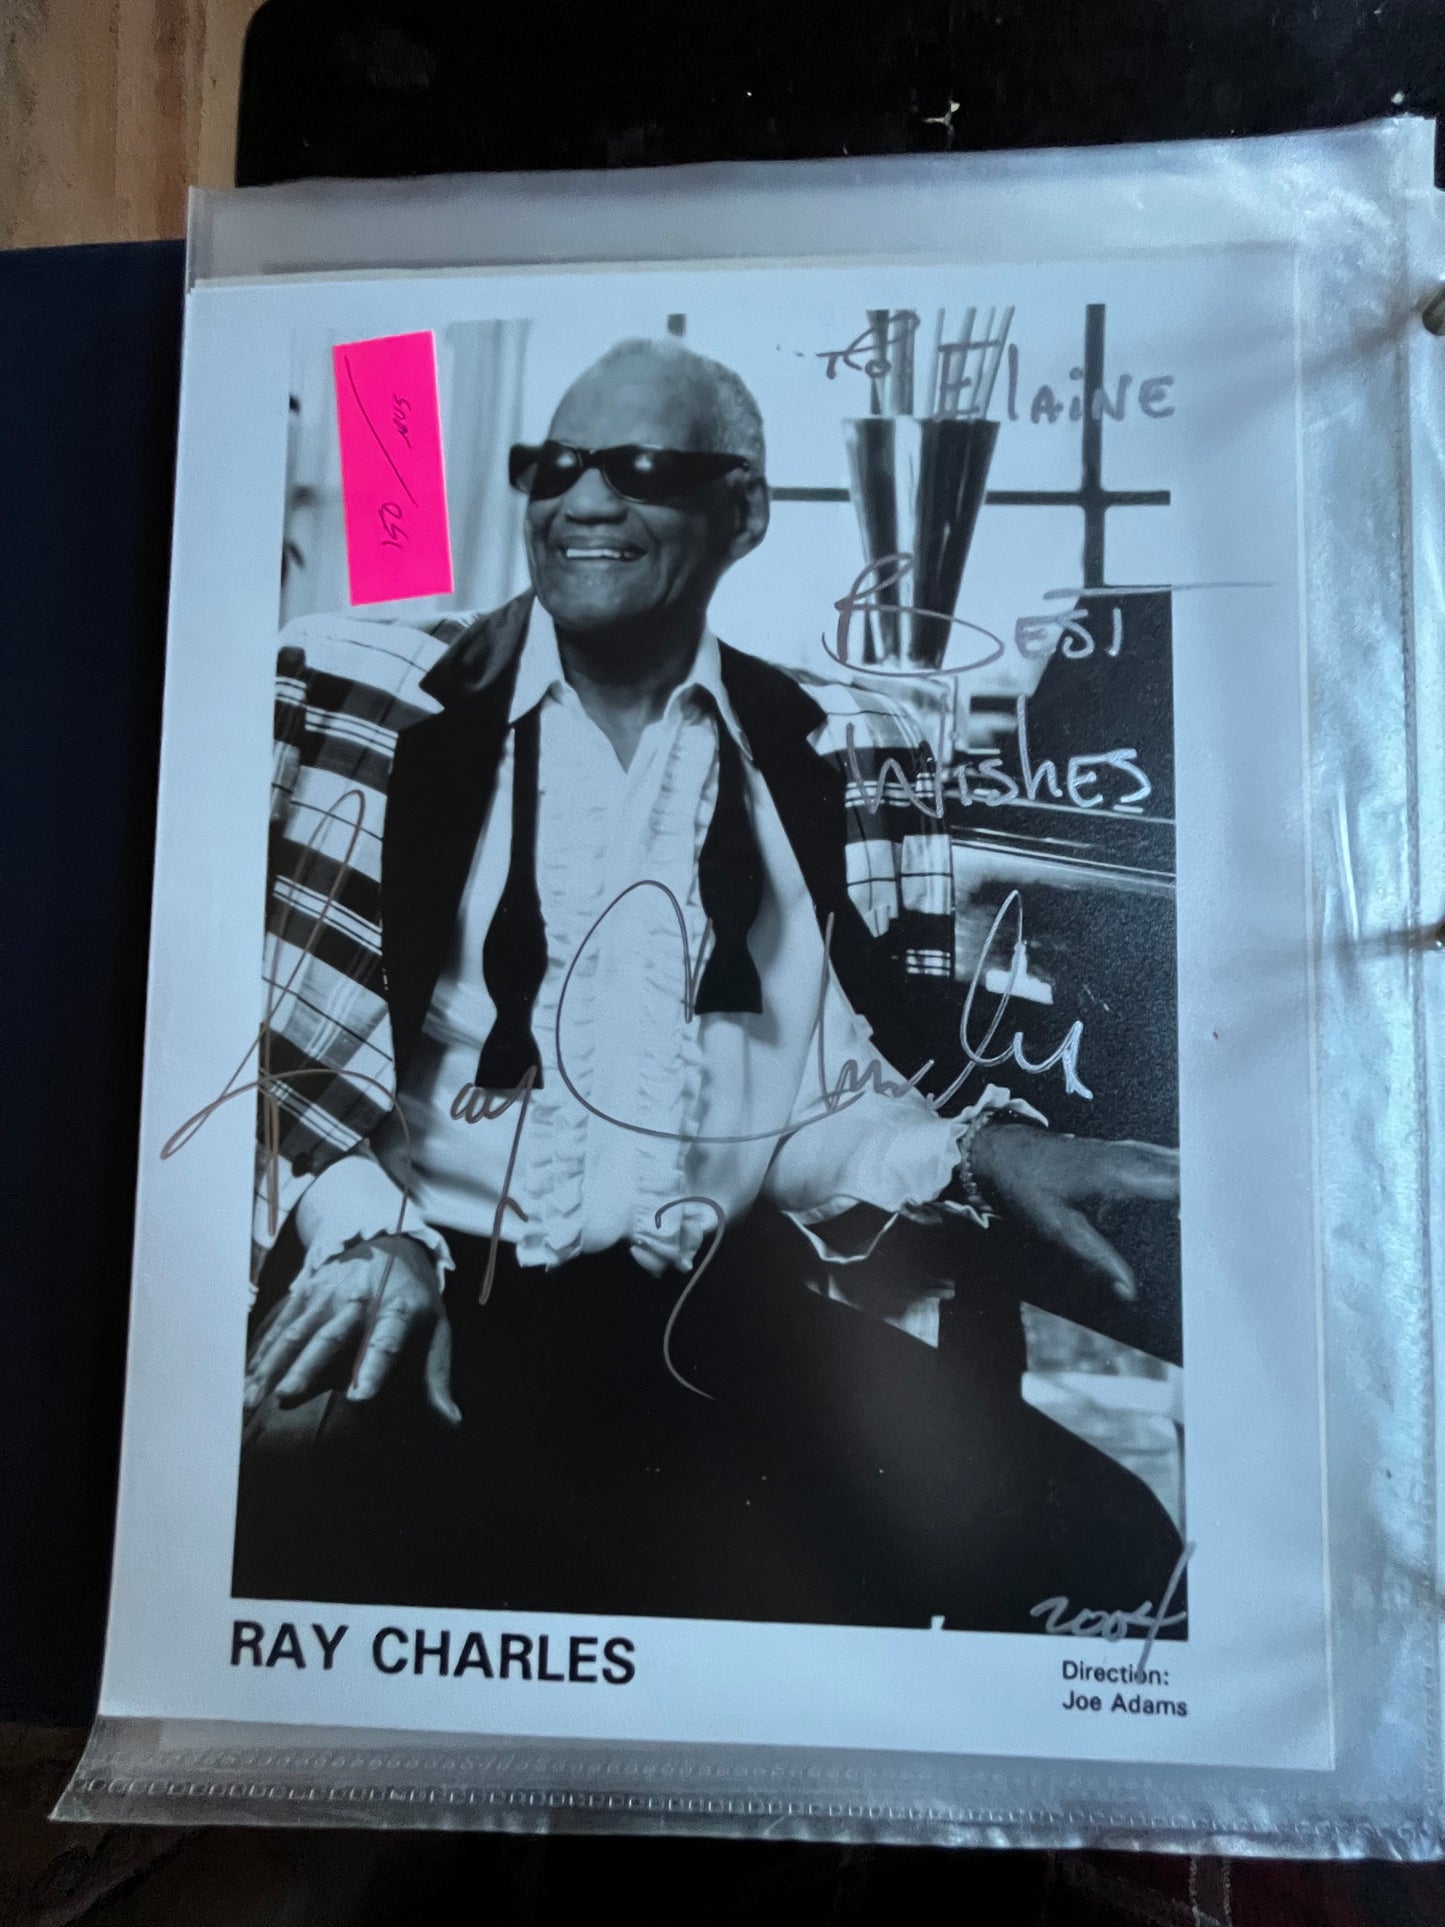 To Elaine
Best
Wishes
Ray Charles
2004
RAY CHARLES
Direction:
Joe Adams